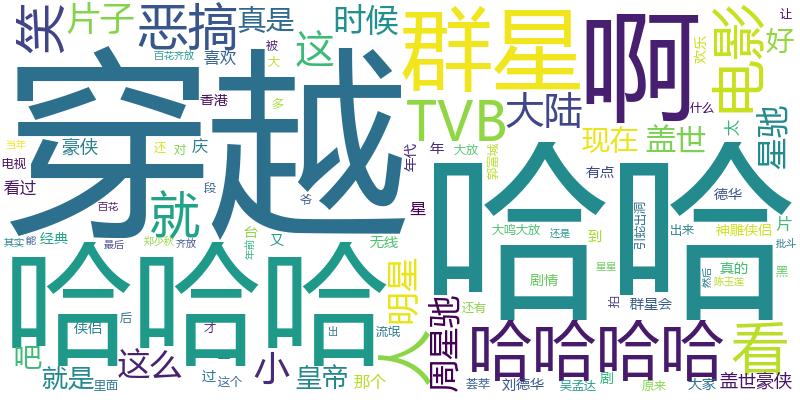 笑
片子
恶搞
真是
时候
百花齐放
喜欢
被
大
这
香港
多
穿越
群星
啊
电影
好
让
欢乐
什么
TVB
大陆
现在
盖世
太
星驰
当年
电视
看过
豪侠
还
对
庆
年代
年
大放
郭富城
就
段
爷
星
有点
德华
百花
哈哈
引蛇出洞
片
其实
能
经典
最后
郑少秋
齐放
年前
台
又
无线
大鸣大放
还是
到
出来
神雕侠侣
批斗
哈哈哈
明星
星星
剧情
真的
然后
陈玉莲
黑
侠侣
后
才
一
出
流氓
人
周星驰
还有
拍
群星会
哈哈哈哈
看
吧
就是
里面
这么
过
这个
小
皇帝
那个
荟萃
刘德华
吴孟达
剧
原来
大家
盖世豪侠